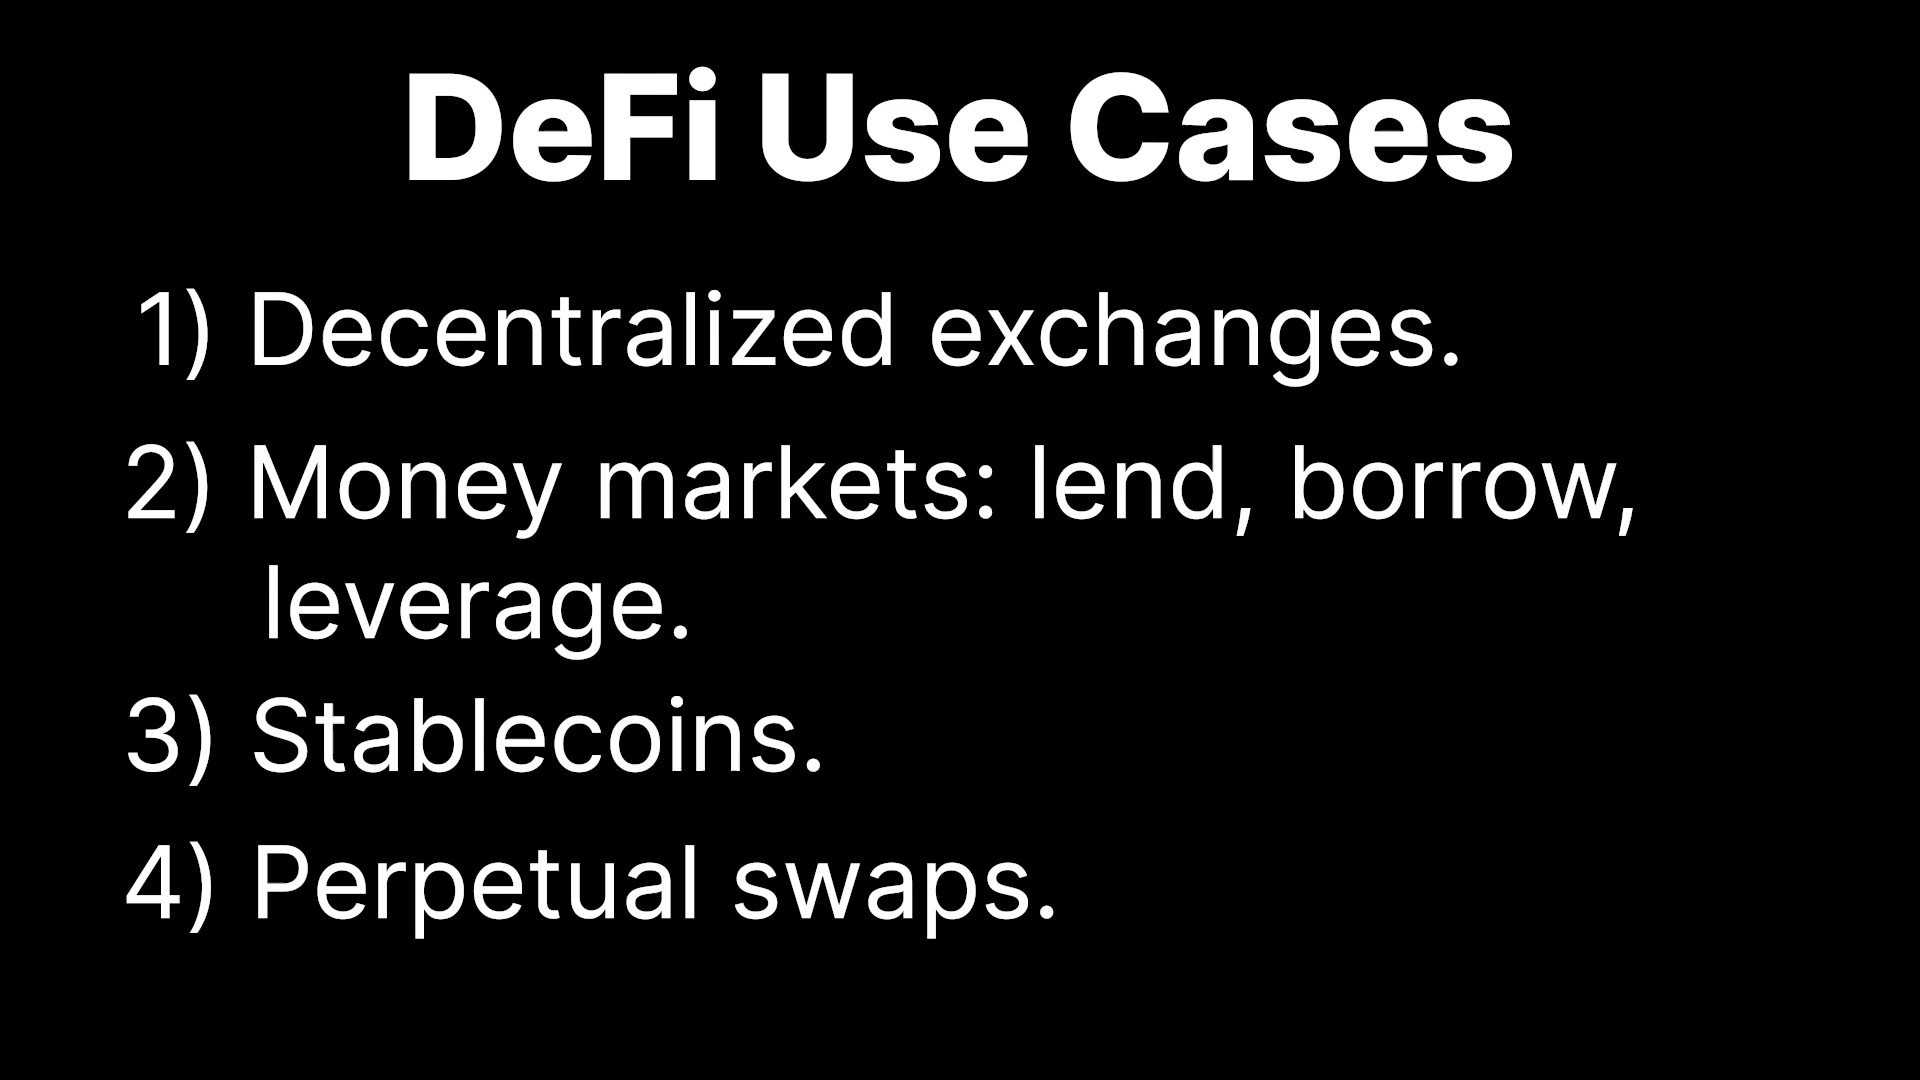 DeFi Use Cases
1) Decentralized exchanges.
2) Money markets: lend, borrow,
leverage.
3) Stablecoins.
4) Perpetual swaps.